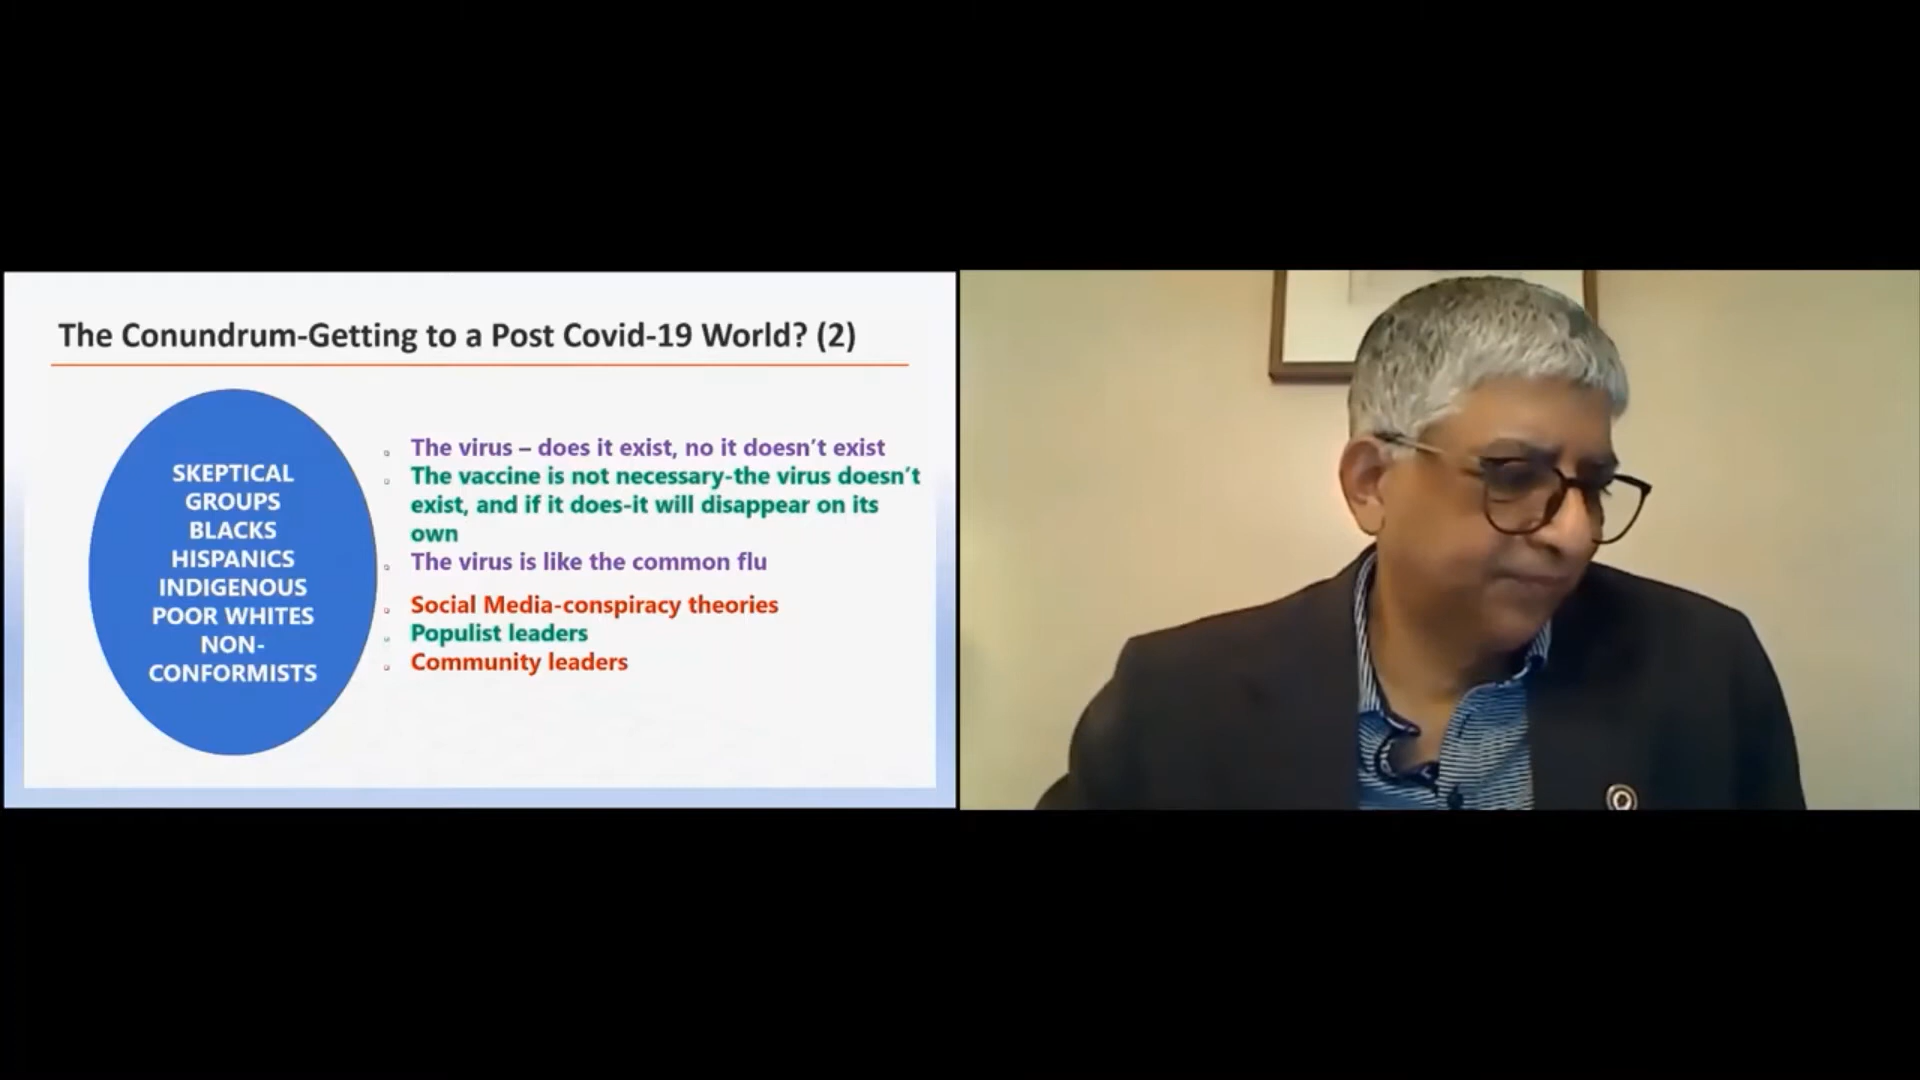 The Conundrum-Getting to a Post Covid-19 World? (2)
SKEPTICAL
GROUPS
BLACKS
HISPANICS
INDIGENOUS
POOR WHITES
NON-
CONFORMISTS
The virus – does it exist, no it doesn't exist
The vaccine is not necessary-the virus doesn't
exist, and if it does-it will disappear on its
own
The virus is like the common flu
Social Media-conspiracy theories
Populist leaders
Community leaders